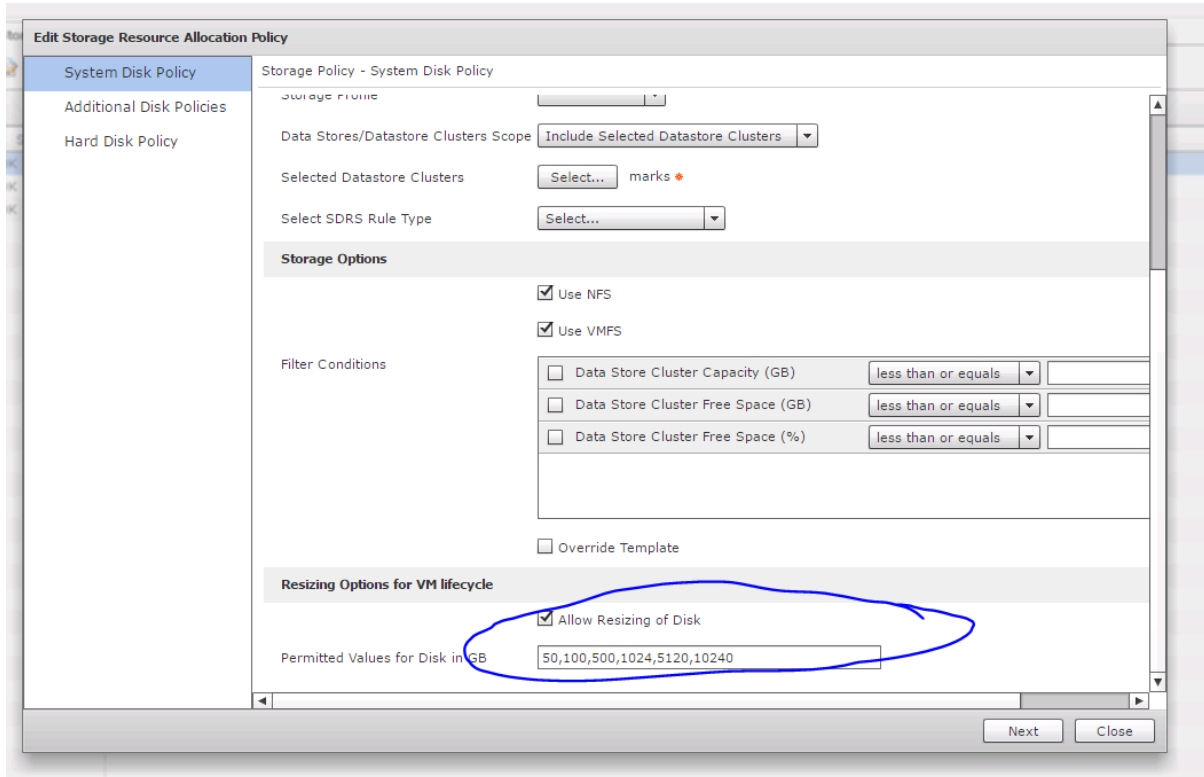 Edit Storage Resource Allocation Policy
System Disk Policy
Additional Disk Policies
Hard Disk Policy
Storage Policy - System Disk Policy
Storage Profile
Data Stores/Datastore Clusters Scope Include Selected Datastore Clusters
Selected Datastore Clusters Select... marks
Select SDRS Rule Type Select...
Storage Options
Use NFS
Use VMFS
Filter Conditions
Data Store Cluster Capacity (GB) less than or equals
Data Store Cluster Free Space (GB) less than or equals
Data Store Cluster Free Space (%) less than or equals
Override Template
Resizing Options for VM lifecycle
Allow Resizing of Disk
Permitted Values for Disk in GB 50,100,500,1024,5120,10240
Next Close